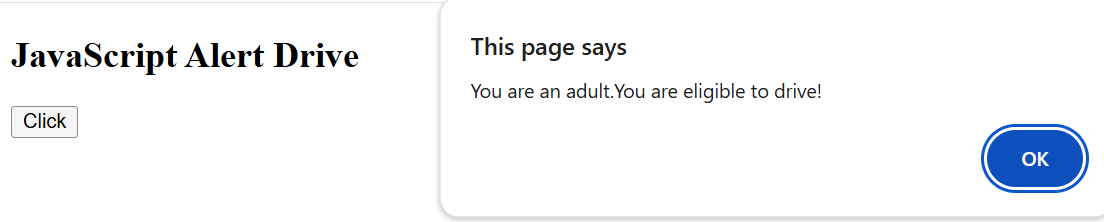 JavaScript Alert Drive
Click
This page says
You are an adult.You are eligible to drive!
OK